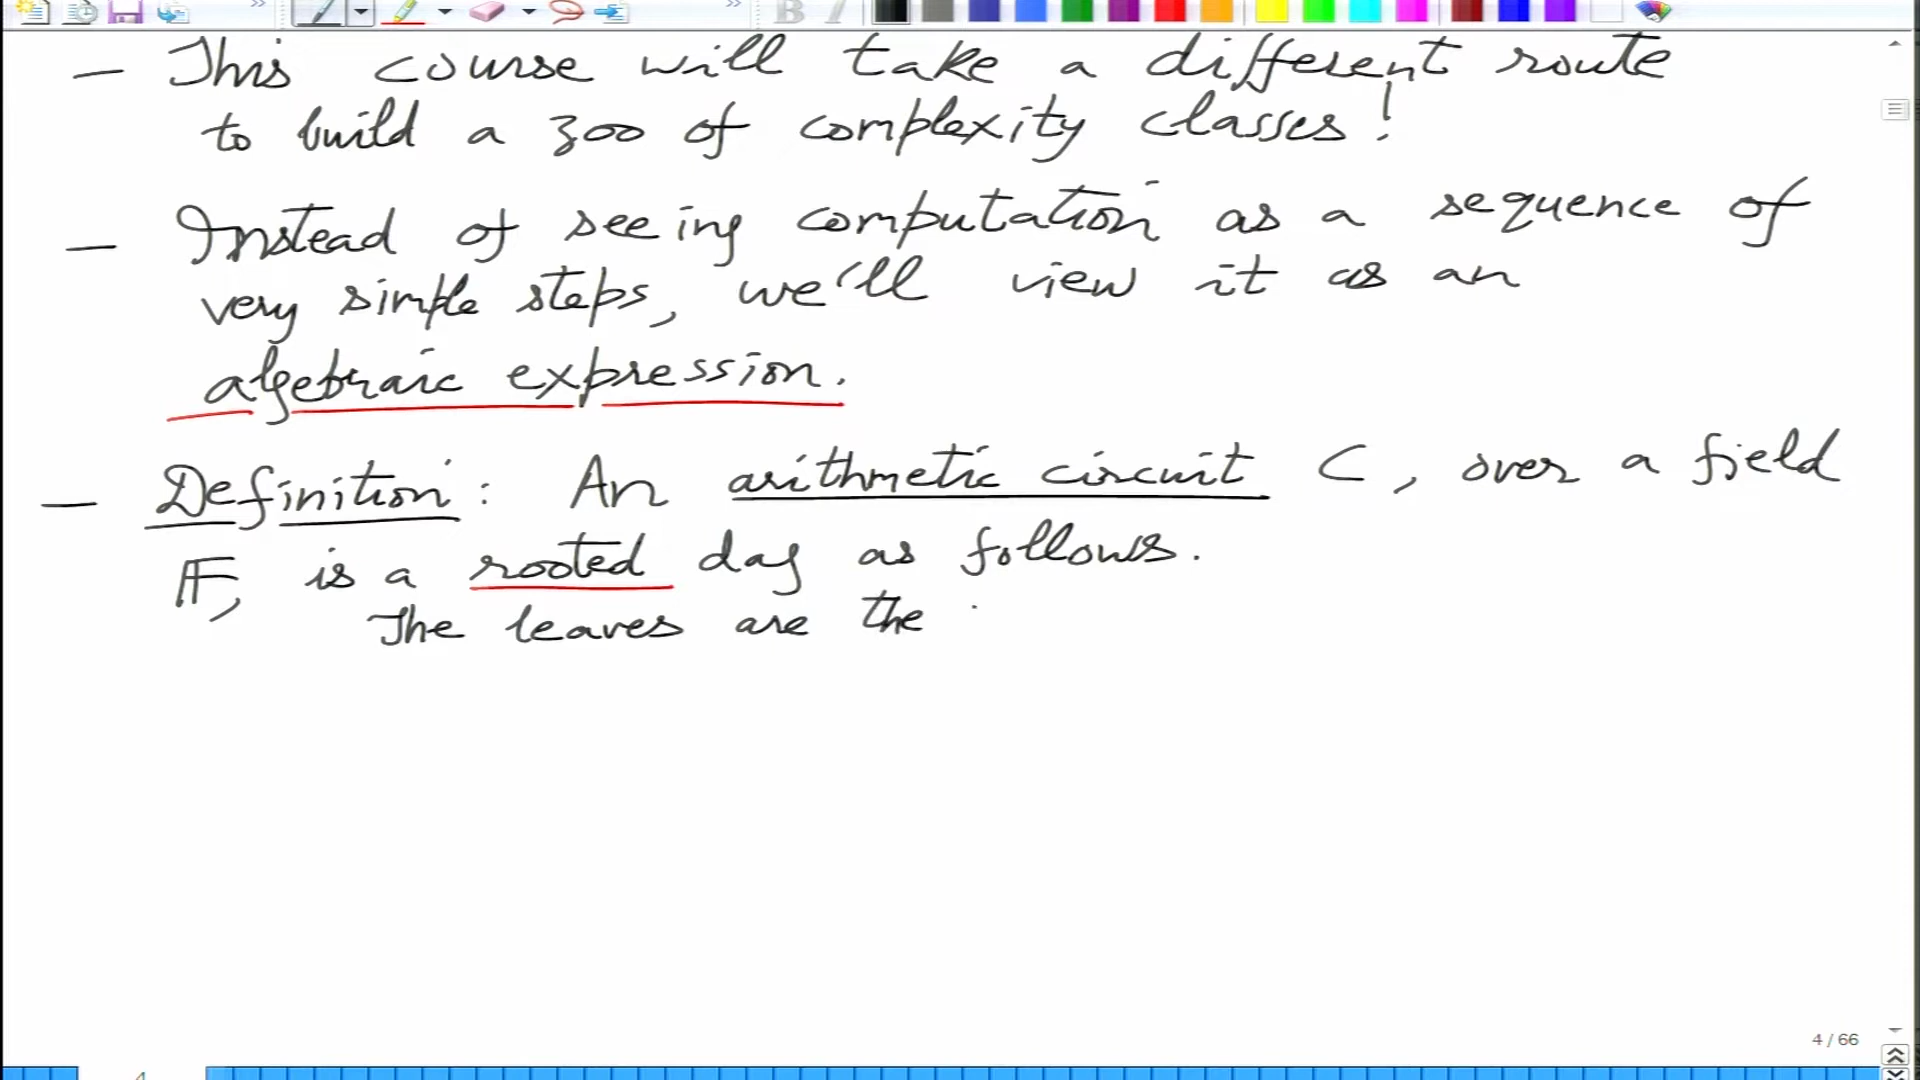 B I
– This course will take a different route
to build a zoo of complexity classes!
– Instead of seeing computation as a sequence of
very simple steps, we'll view it as an
algebraic expression.
– Definition: An arithmetic circuit C, over a field
𝔽, is a rooted dag as follows.
The leaves are the
4 / 66
4